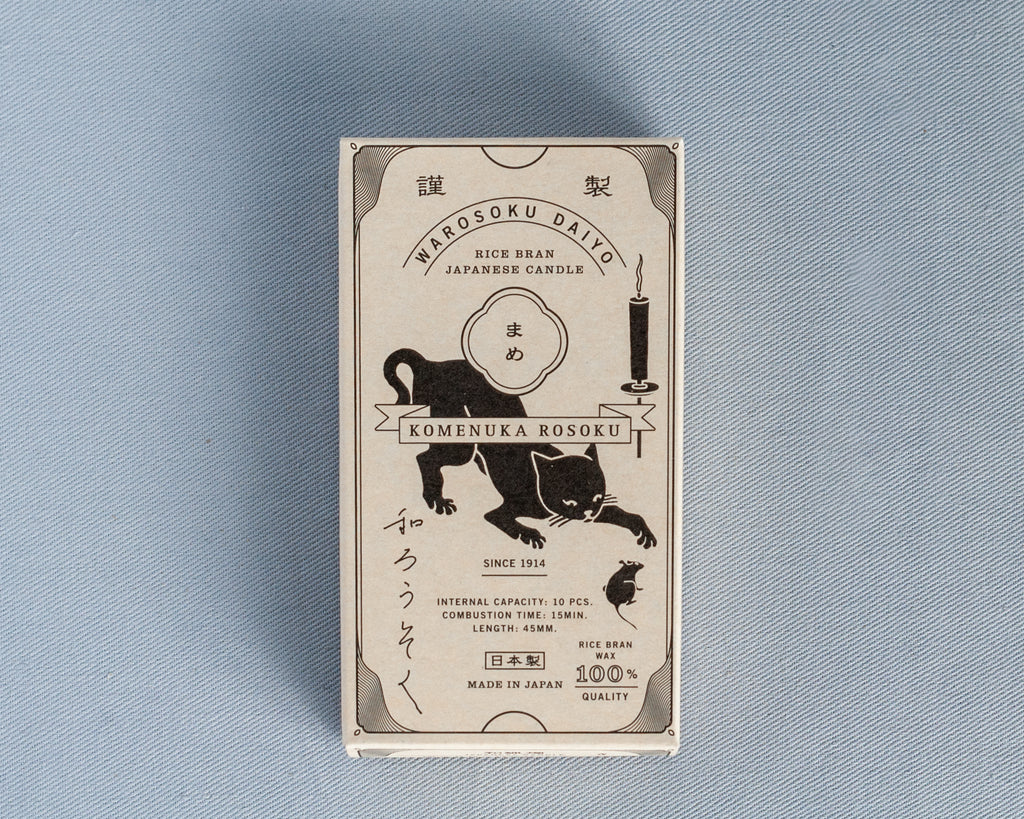 謹製
WAROSOKU DAIYO
RICE BRAN
JAPANESE CANDLE
まめ
KOMENUKA ROSOKU
和ろうそく
SINCE 1914
INTERNAL CAPACITY: 10 PCS.
COMBUSTION TIME: 15MIN.
LENGTH: 45MM.
日本製
MADE IN JAPAN
RICE BRAN
WAX
100%
QUALITY